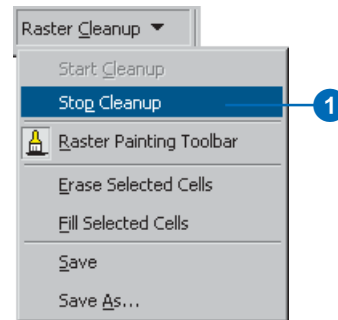 Raster Cleanup
Start Cleanup
Stop Cleanup
1
Raster Painting Toolbar
Erase Selected Cells
Fill Selected Cells
Save
Save As...